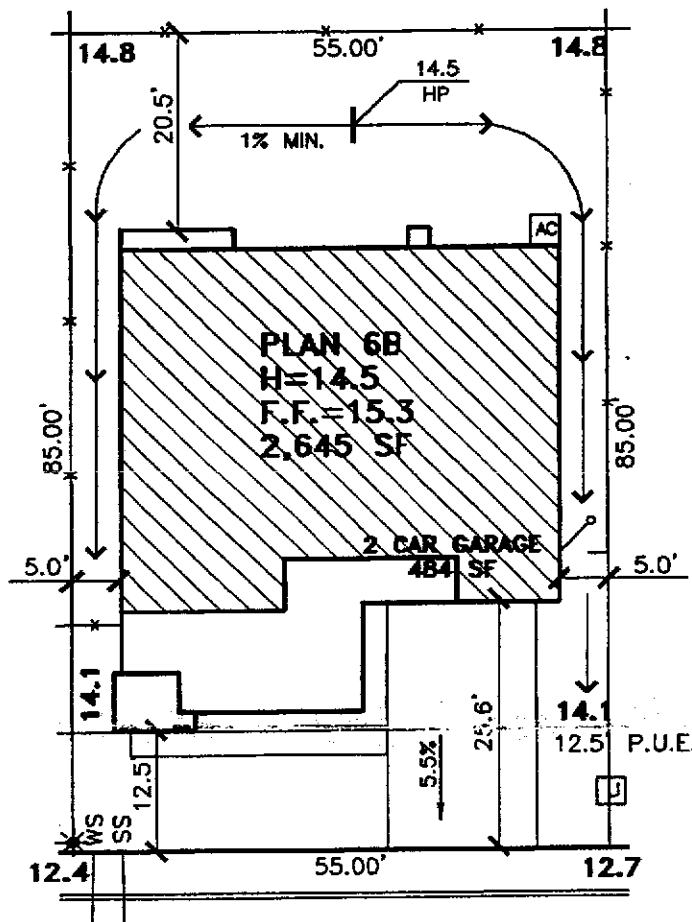 14.8
55.00'
14.8
14.5
HP
20.5'
1% MIN.
AC
PLAN 6B
H=14.5
F.F.=15.3
2,645 SF
85.00'
85.00'
2 CAR GARAGE
484 SF
5.0'
5.0'
14.1
14.1
12.5 P.U.E.
12.5
25.6'
5.5%
WS
SS
12.4
55.00'
12.7